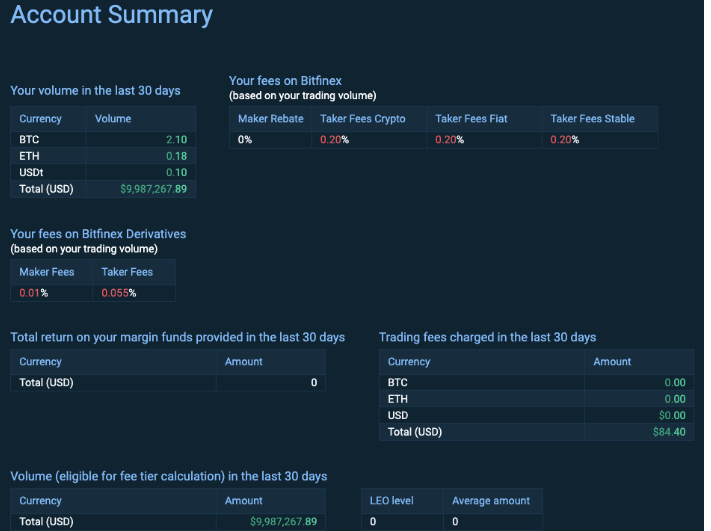 Account Summary
Your volume in the last 30 days
Currency Volume
BTC 2.10
ETH 0.18
USDt 0.10
Total (USD) $9,987,267.89
Your fees on Bitfinex
(based on your trading volume)
Maker Rebate Taker Fees Crypto Taker Fees Fiat Taker Fees Stable
0% 0.20% 0.20% 0.20%
Your fees on Bitfinex Derivatives
(based on your trading volume)
Maker Fees Taker Fees
0.01% 0.055%
Total return on your margin funds provided in the last 30 days
Currency Amount
Total (USD) 0
Trading fees charged in the last 30 days
Currency Amount
BTC 0.00
ETH 0.00
USD $0.00
Total (USD) $84.40
Volume (eligible for fee tier calculation) in the last 30 days
Currency Amount
Total (USD) $9,987,267.89
LEO level Average amount
0 0